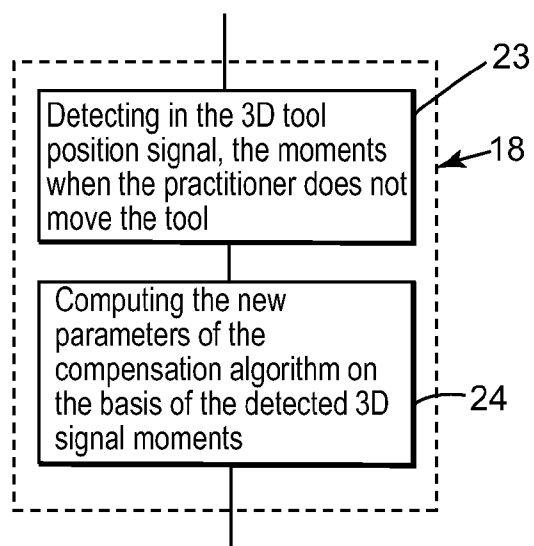 23
Detecting in the 3D tool
position signal, the moments
when the practitioner does not
move the tool
18
Computing the new
parameters of the
compensation algorithm on
the basis of the detected 3D
signal moments
24